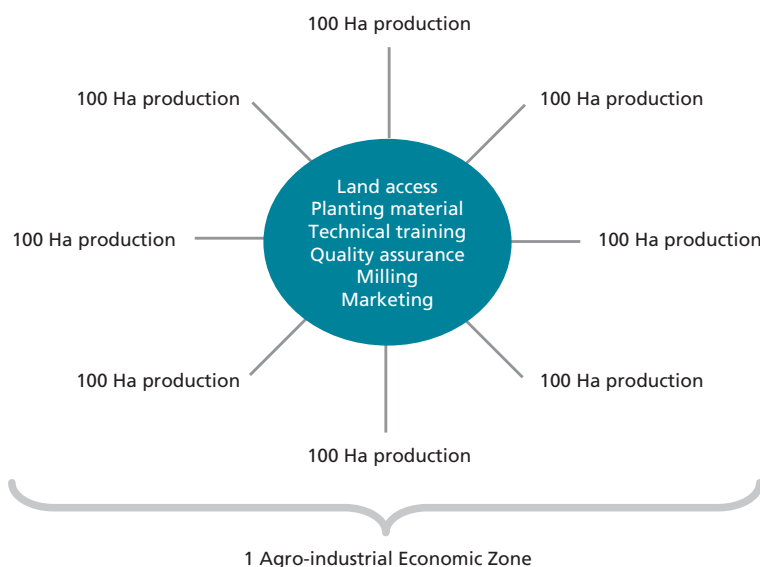 100 Ha production
100 Ha production
100 Ha production
Land access
Planting material
Technical training
Quality assurance
Milling
Marketing
100 Ha production
100 Ha production
100 Ha production
100 Ha production
100 Ha production
1 Agro-industrial Economic Zone